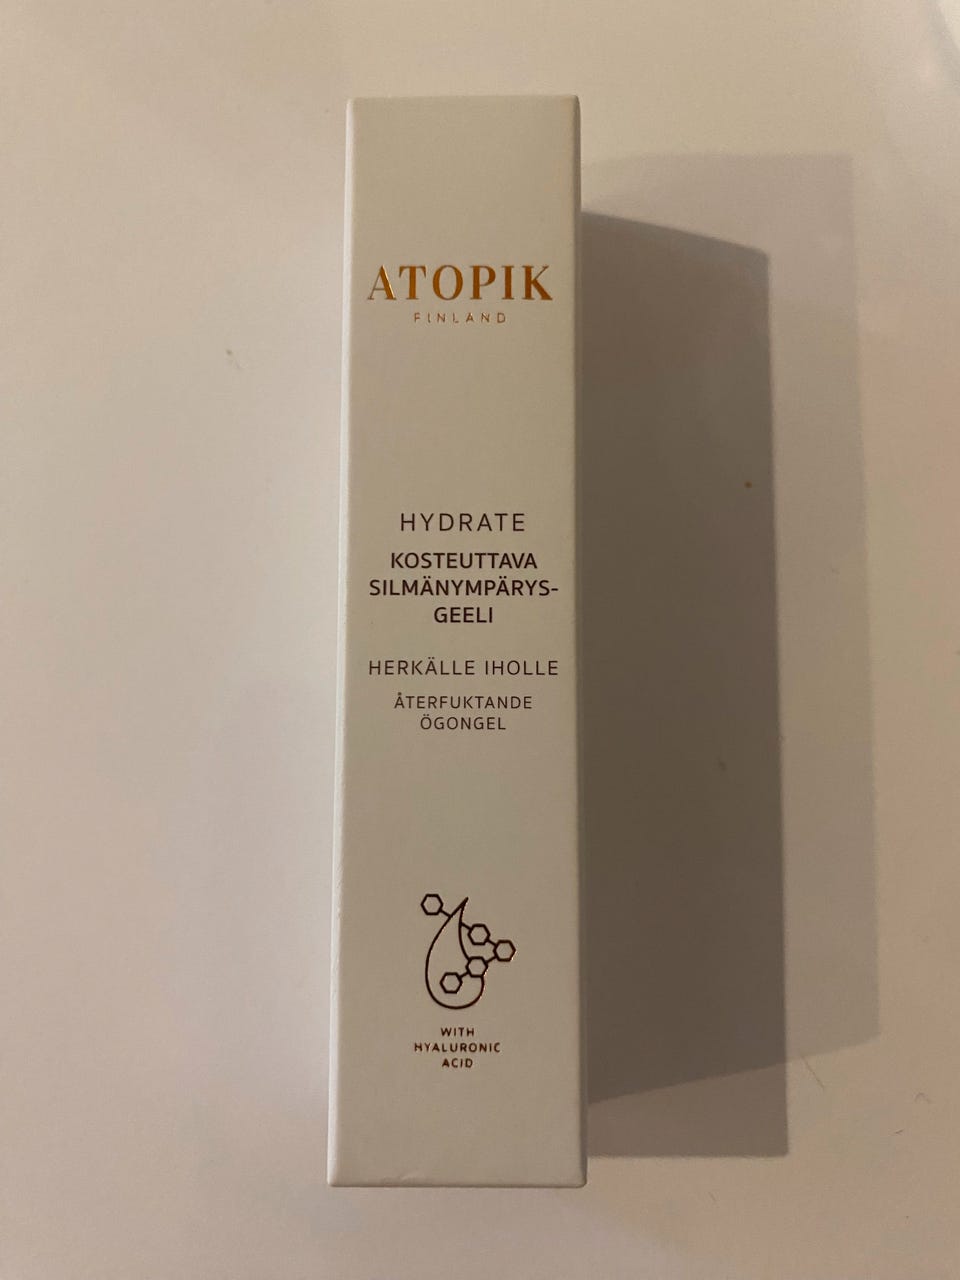 ATOPIK
FINLAND
HYDRATE
KOSTEUTTAVA
SILMÄNYMPÄRYS-
GEELI
HERKÄLLE IHOLLE
ÅTERFUKTANDE
ÖGONGEL
WITH
HYALURONIC
ACID